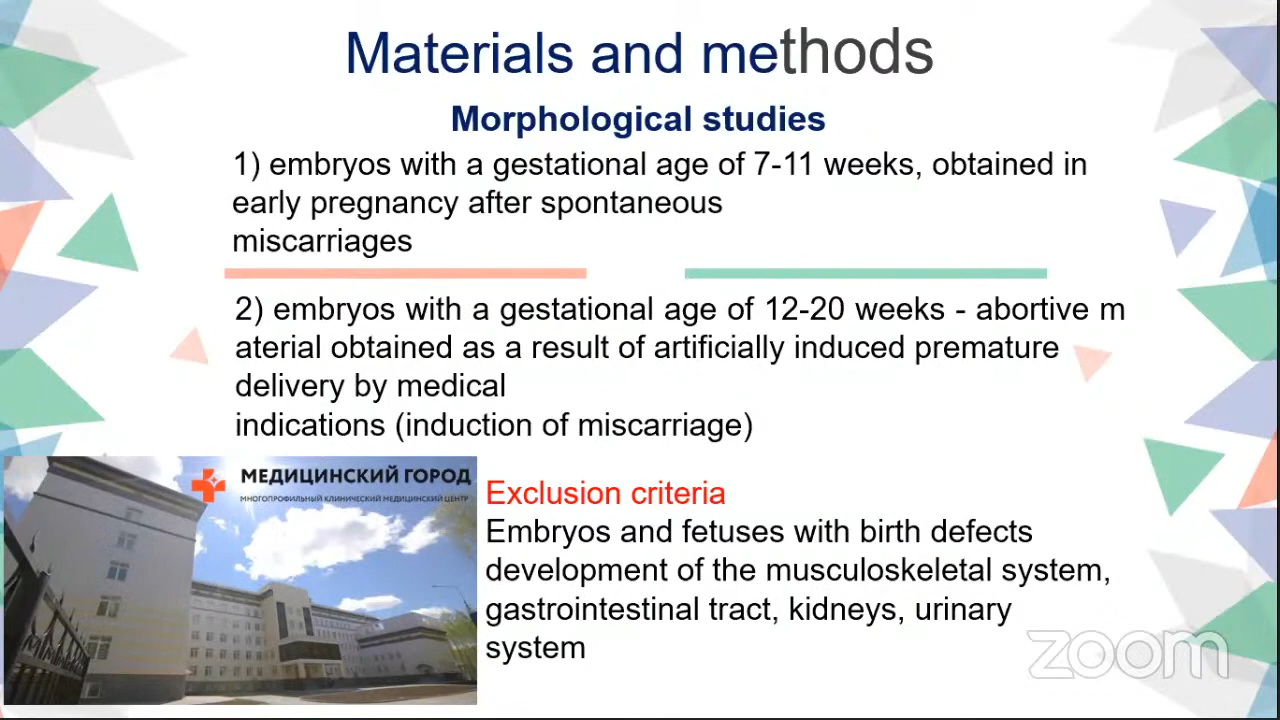 Materials and methods
Morphological studies
1) embryos with a gestational age of 7-11 weeks, obtained in
early pregnancy after spontaneous
miscarriages
2) embryos with a gestational age of 12-20 weeks - abortive m
aterial obtained as a result of artificially induced premature
delivery by medical
indications (induction of miscarriage)
МЕДИЦИНСКИЙ ГОРОД
МНОГОПРОФИЛЬНЫЙ КЛИНИЧЕСКИЙ МЕДИЦИНСКИЙ ЦЕНТР
Exclusion criteria
Embryos and fetuses with birth defects
development of the musculoskeletal system,
gastrointestinal tract, kidneys, urinary
system
zoom